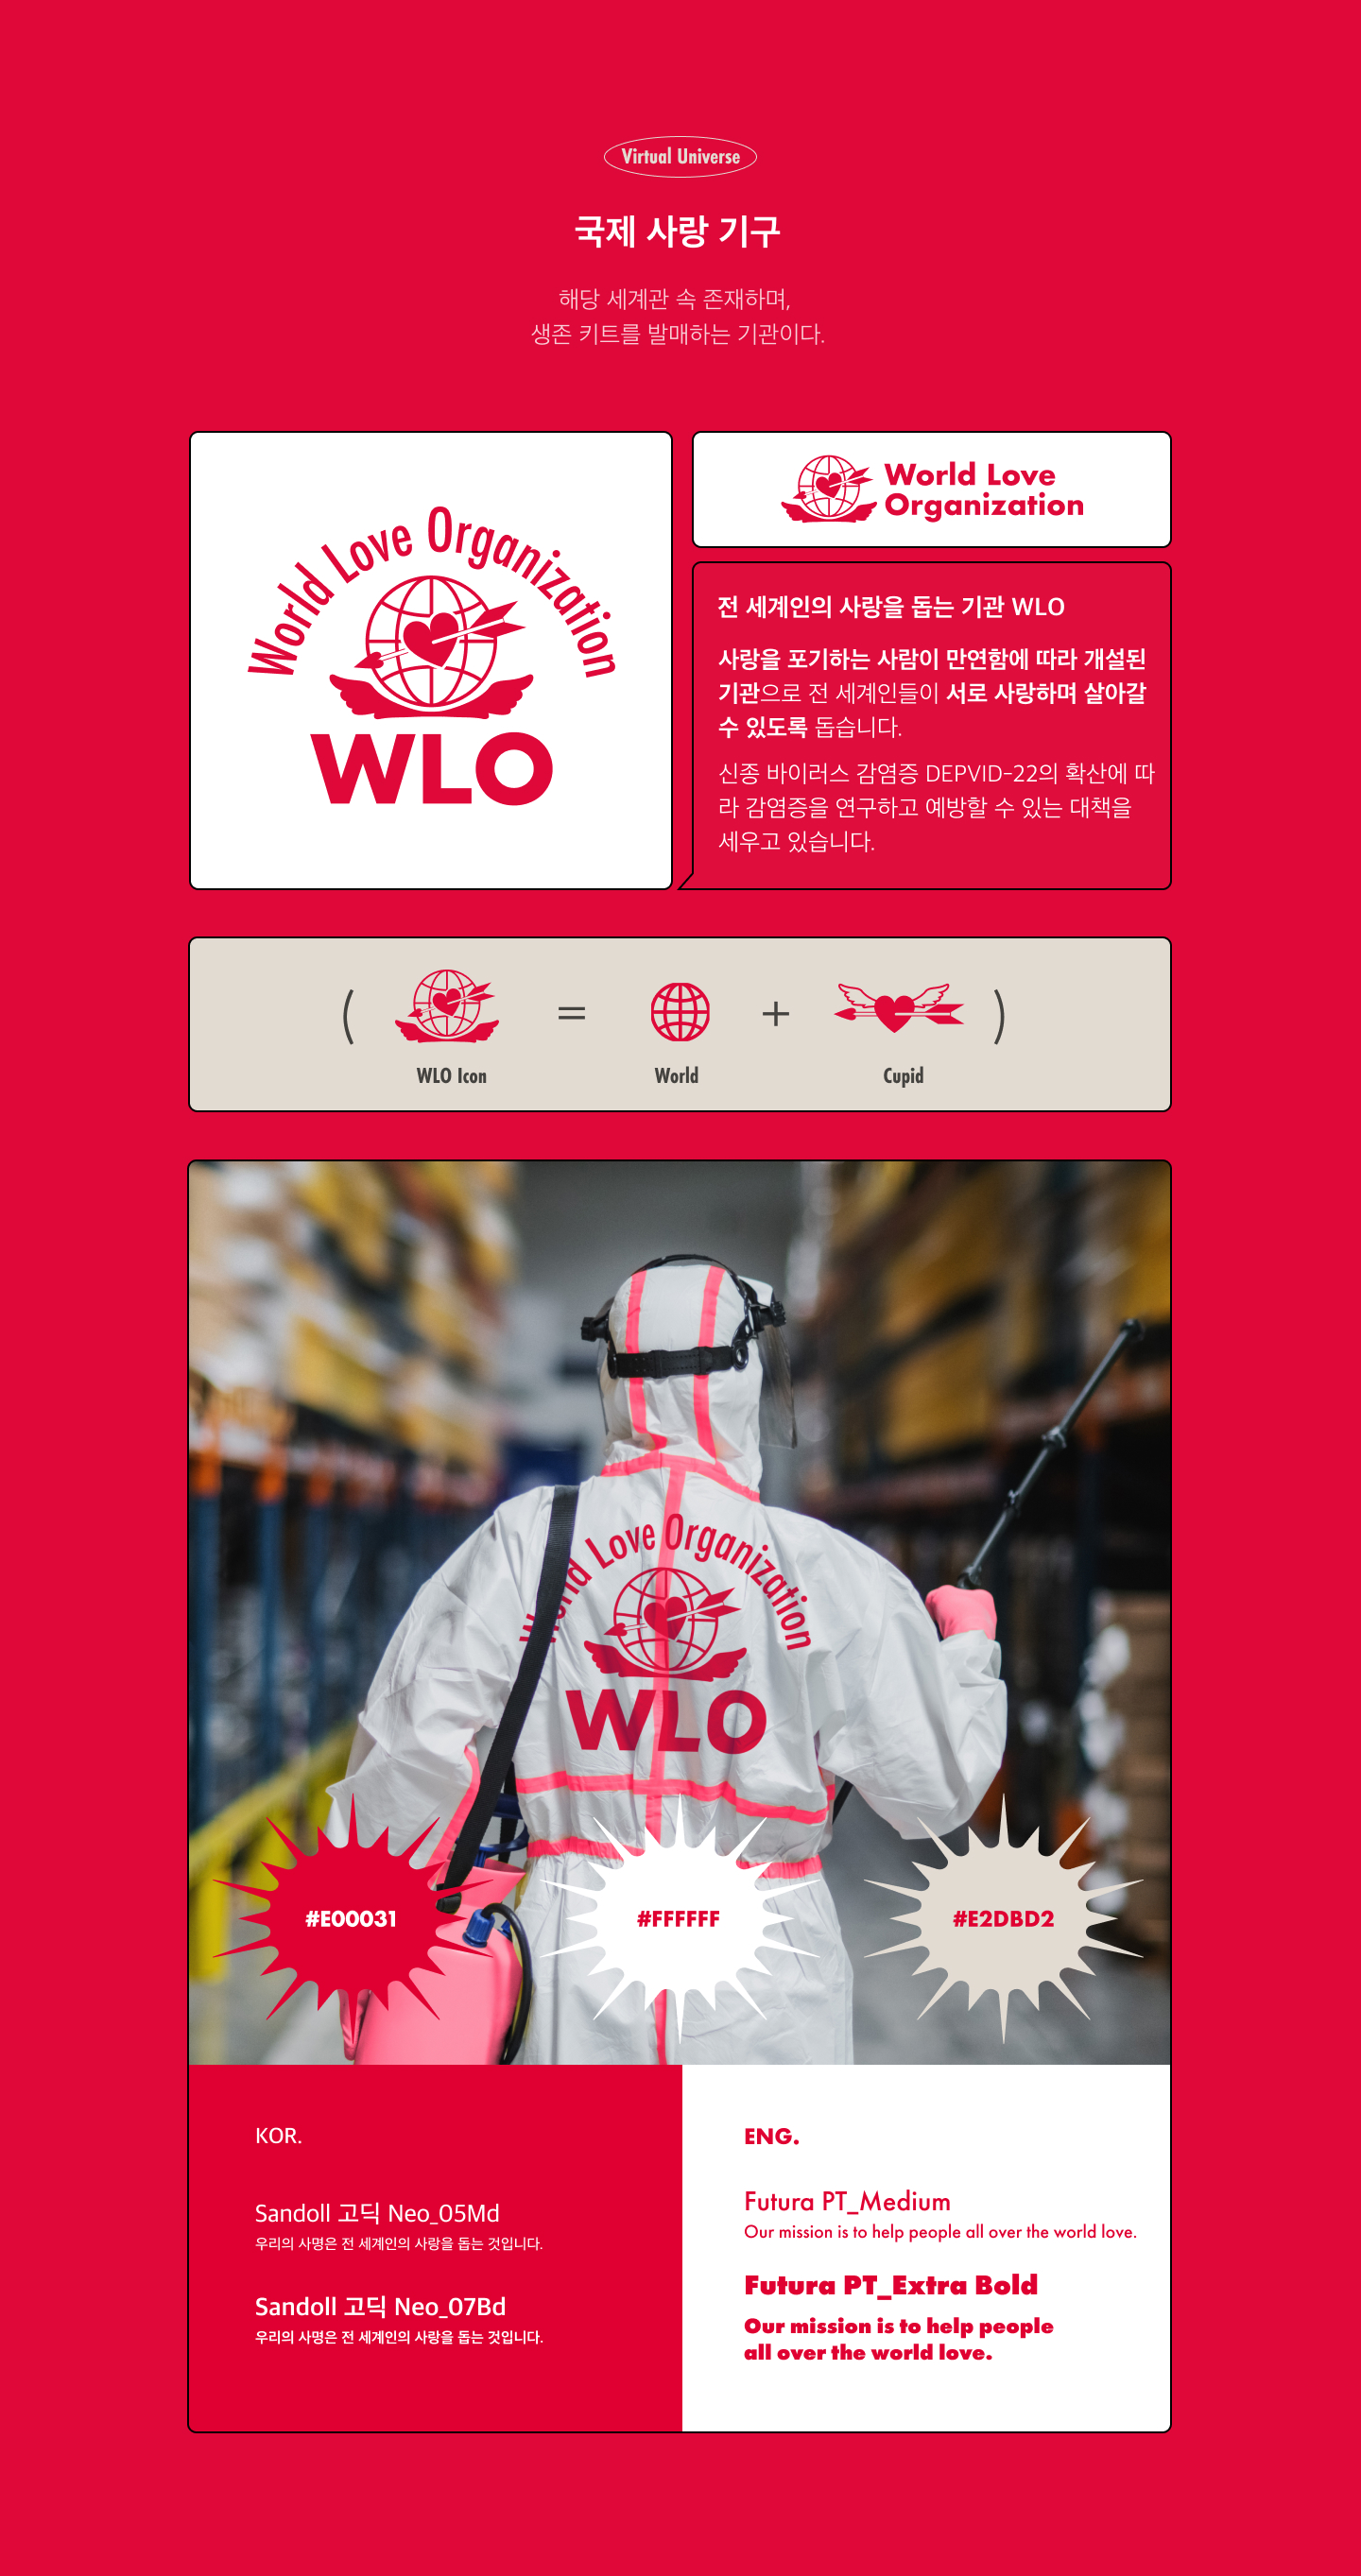 Virtual Universe
국제 사랑 기구
해당 세계관 속 존재하며,
생존 키트를 발매하는 기관이다.
World Love Organization
WLO
World Love
Organization
전 세계인의 사랑을 돕는 기관 WLO
사랑을 포기하는 사람이 만연함에 따라 개설된
기관으로 전 세계인들이 서로 사랑하며 살아갈
수 있도록 돕습니다.
신종 바이러스 감염증 DEPVID-22의 확산에 따
라 감염증을 연구하고 예방할 수 있는 대책을
세우고 있습니다.
( = + )
WLO Icon
World
Cupid
World Love Organization
WLO
#E00031
#FFFFFF
#E2DBD2
KOR.
Sandoll 고딕 Neo_05Md
우리의 사명은 전 세계인의 사랑을 돕는 것입니다.
Sandoll 고딕 Neo_07Bd
우리의 사명은 전 세계인의 사랑을 돕는 것입니다.
ENG.
Futura PT_Medium
Our mission is to help people all over the world love.
Futura PT_Extra Bold
Our mission is to help people
all over the world love.